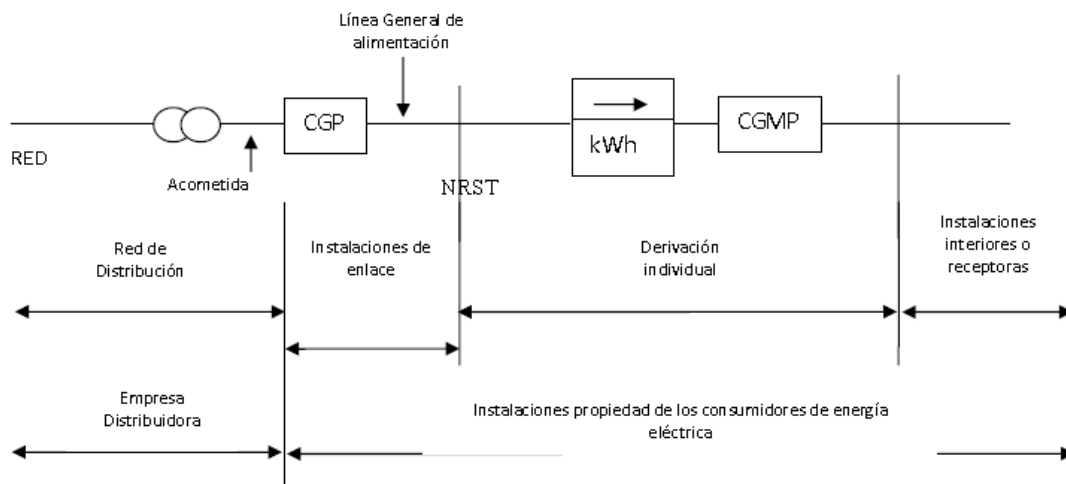 Línea General de
alimentación
CGP
kWh
CGMP
RED
Acometida
NRST
Red de
Distribución
Instalaciones de
enlace
Derivación
individual
Instalaciones
interiores o
receptoras
Empresa
Distribuidora
Instalaciones propiedad de los consumidores de energía
eléctrica